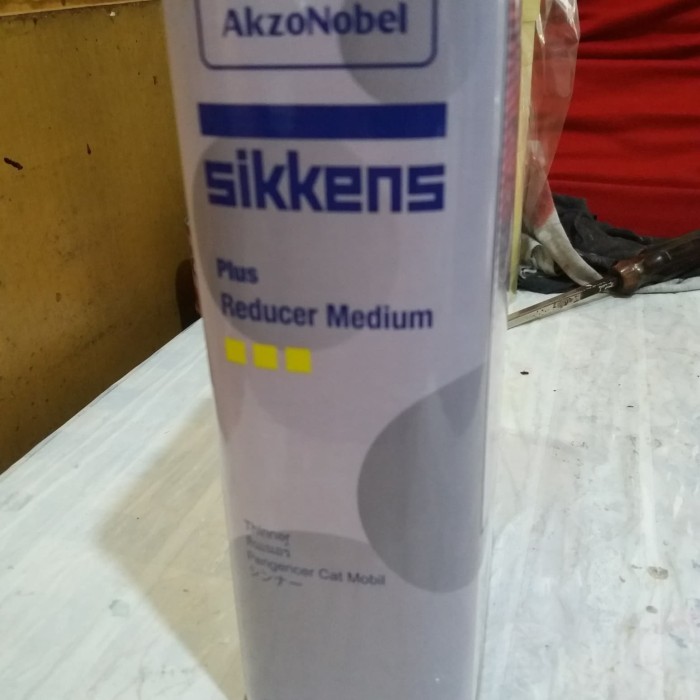 AkzoNobel
sikkens
Plus
Reducer Medium
Thinner
Pengencer Cat Mobil
シンナー